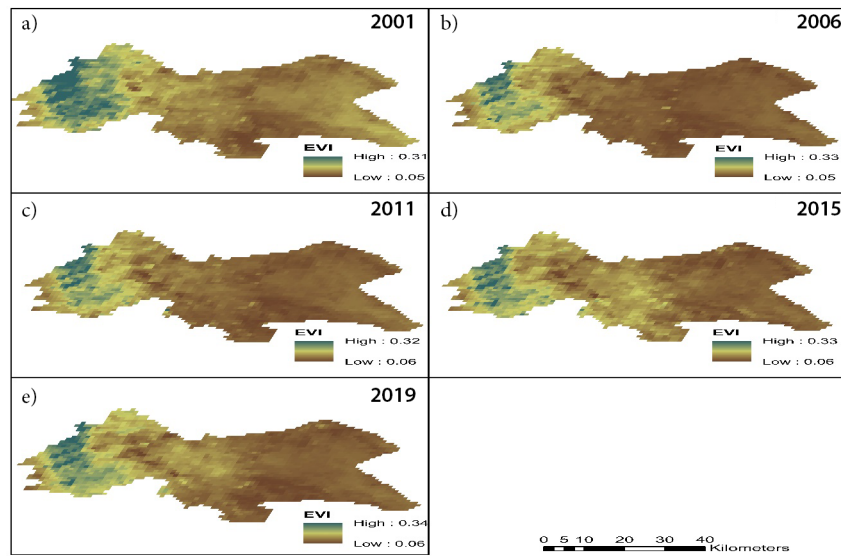 a) 2001
EVI
High : 0.31
Low : 0.05
b) 2006
EVI
High : 0.33
Low : 0.05
c) 2011
EVI
High : 0.32
Low : 0.06
d) 2015
EVI
High : 0.33
Low : 0.06
e) 2019
EVI
High : 0.34
Low : 0.06
0 5 10 20 30 40
Kilometers